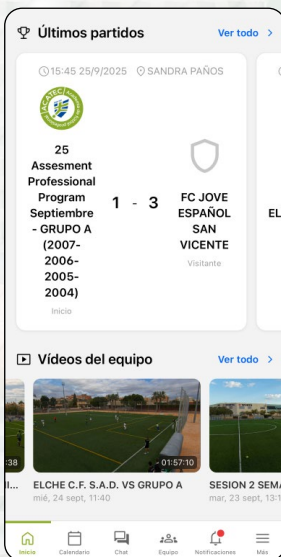 Últimos partidos Ver todo >
15:45 25/9/2025 SANDRA PAÑOS
JACATEC
25
Assesment
Professional
Program
Septiembre
- GRUPO A
(2007-
2006-
2005-
2004)
Inicio
1 - 3
FC JOVE
ESPAÑOL
SAN
VICENTE
Visitante
EL
Vídeos del equipo Ver todo >
:38
01:57:10
ELCHE C.F. S.A.D. VS GRUPO A
mié, 24 sept, 11:40
SESION 2 SEMA
mar, 23 sept, 13:1
Inicio Calendario Chat Equipo Notificaciones Más